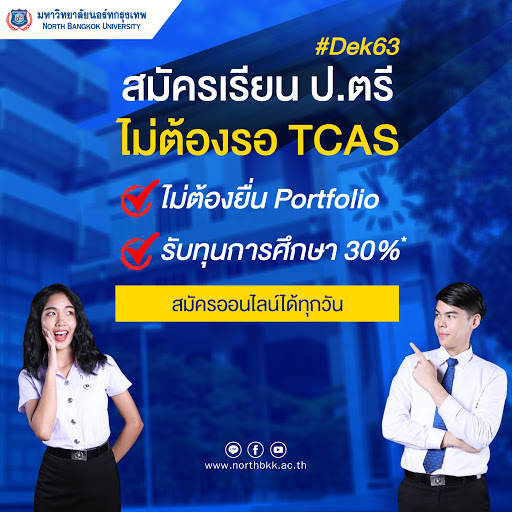 มหาวิทยาลัยนอร์ทกรุงเทพ
NORTH BANGKOK UNIVERSITY
#Dek63
สมัครเรียน ป.ตรี
ไม่ต้องรอ TCAS
ไม่ต้องยื่น Portfolio
รับทุนการศึกษา 30%*
สมัครออนไลน์ได้ทุกวัน
www.northbkk.ac.th